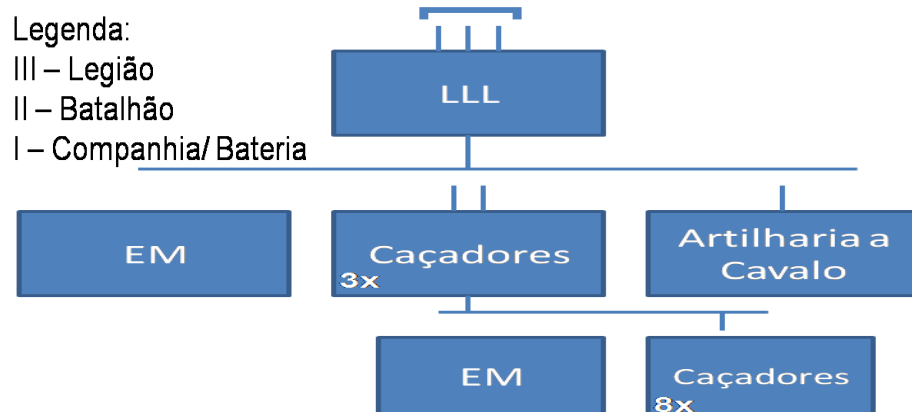 Legenda:
III – Legião
II – Batalhão
I – Companhia/ Bateria
LLL
EM
Caçadores
3x
Artilharia a
Cavalo
EM
Caçadores
8x